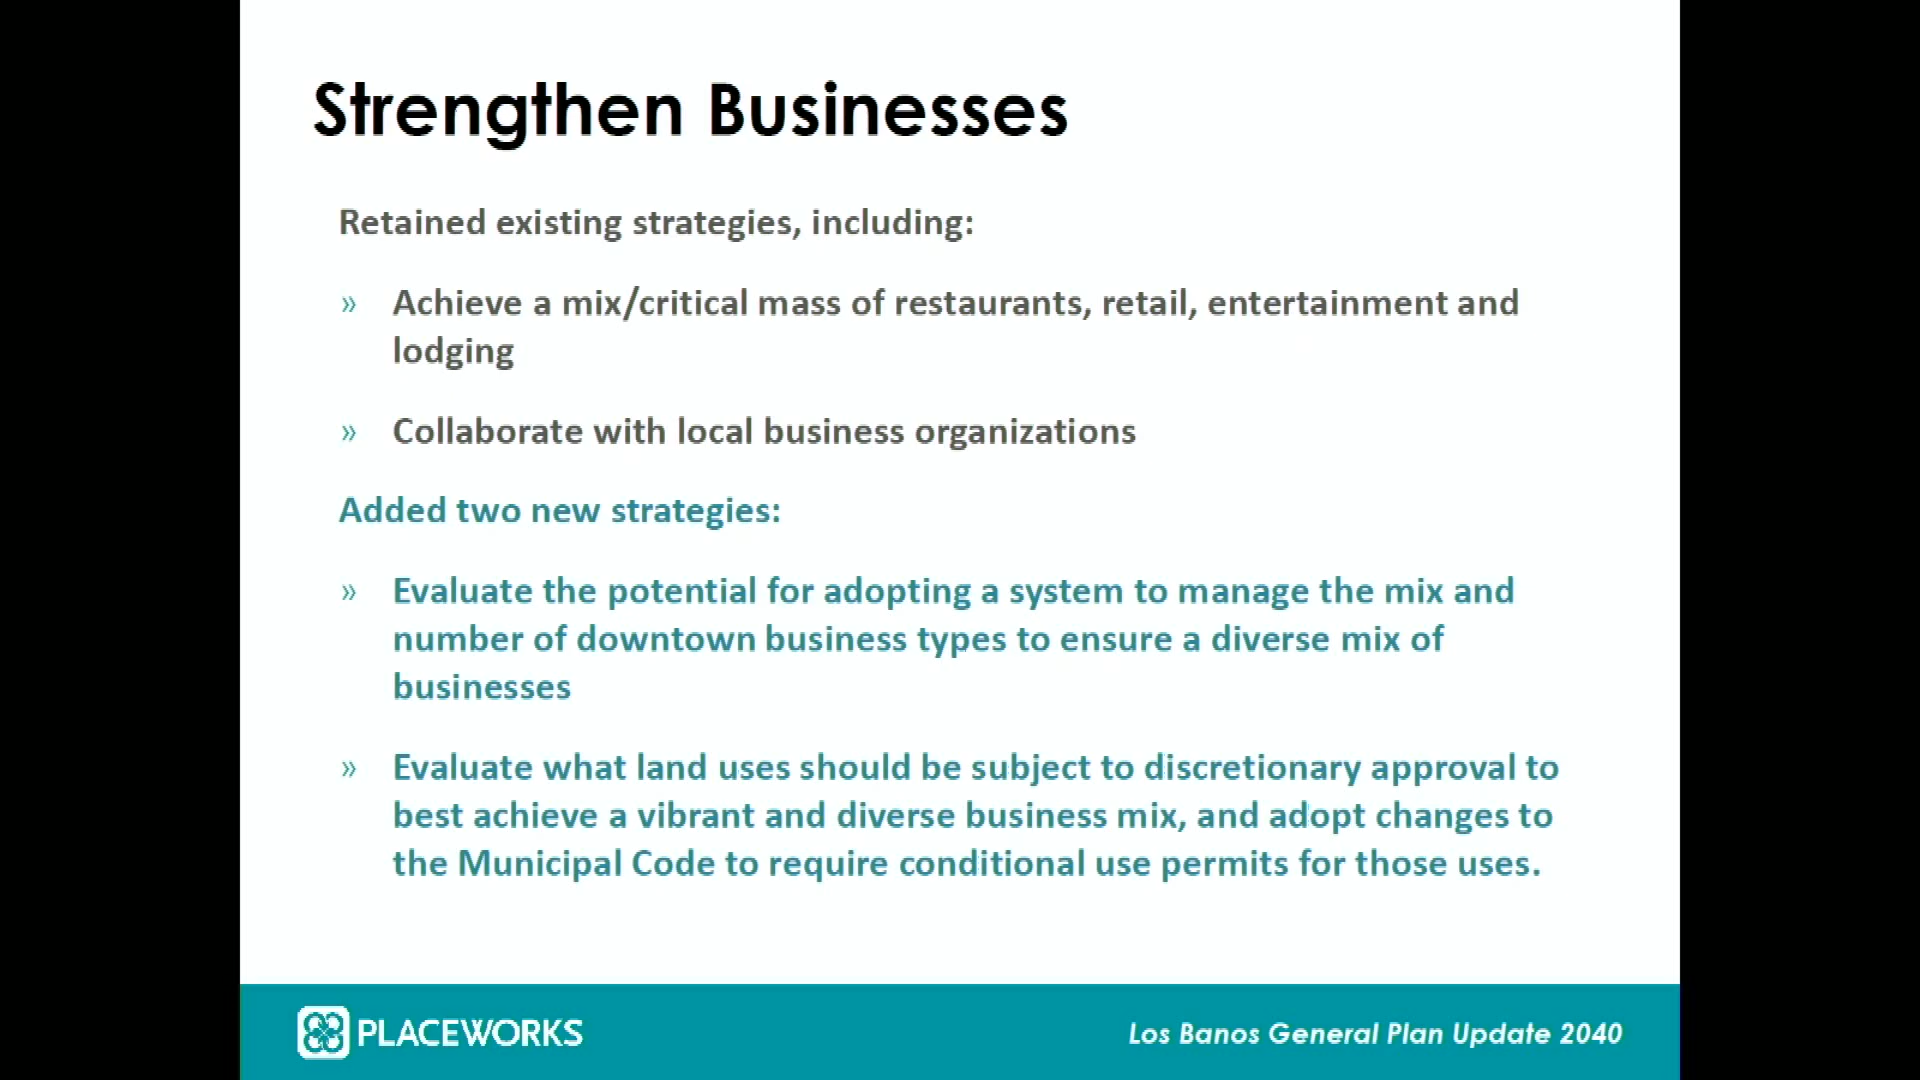 Strengthen Businesses
Retained existing strategies, including:
» Achieve a mix/critical mass of restaurants, retail, entertainment and
lodging
» Collaborate with local business organizations
Added two new strategies:
» Evaluate the potential for adopting a system to manage the mix and
number of downtown business types to ensure a diverse mix of
businesses
» Evaluate what land uses should be subject to discretionary approval to
best achieve a vibrant and diverse business mix, and adopt changes to
the Municipal Code to require conditional use permits for those uses.
PLACEWORKS
Los Banos General Plan Update 2040